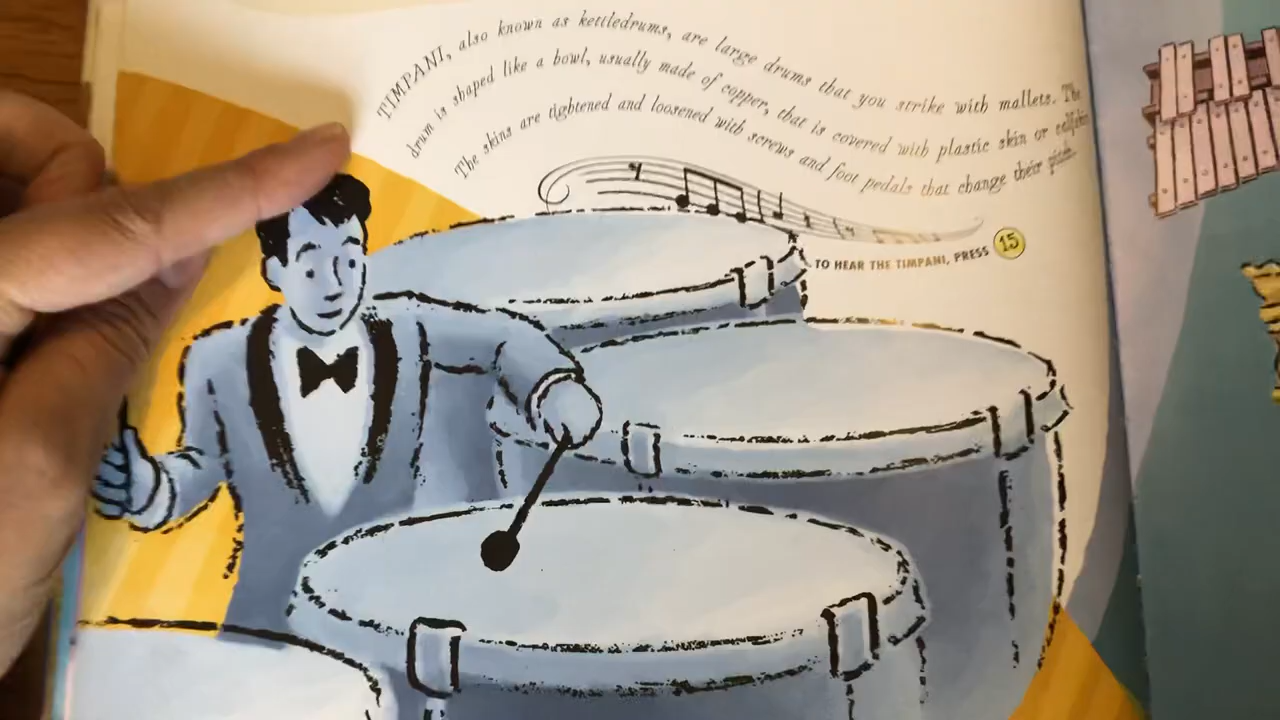 TIMPANI, also known as kettledrums, are large drums that you strike with mallets. The
drum is shaped like a bowl, usually made of copper, that is covered with plastic skin or calfskin.
The skins are tightened and loosened with screws and foot pedals that change their pitch.
TO HEAR THE TIMPANI, PRESS 15